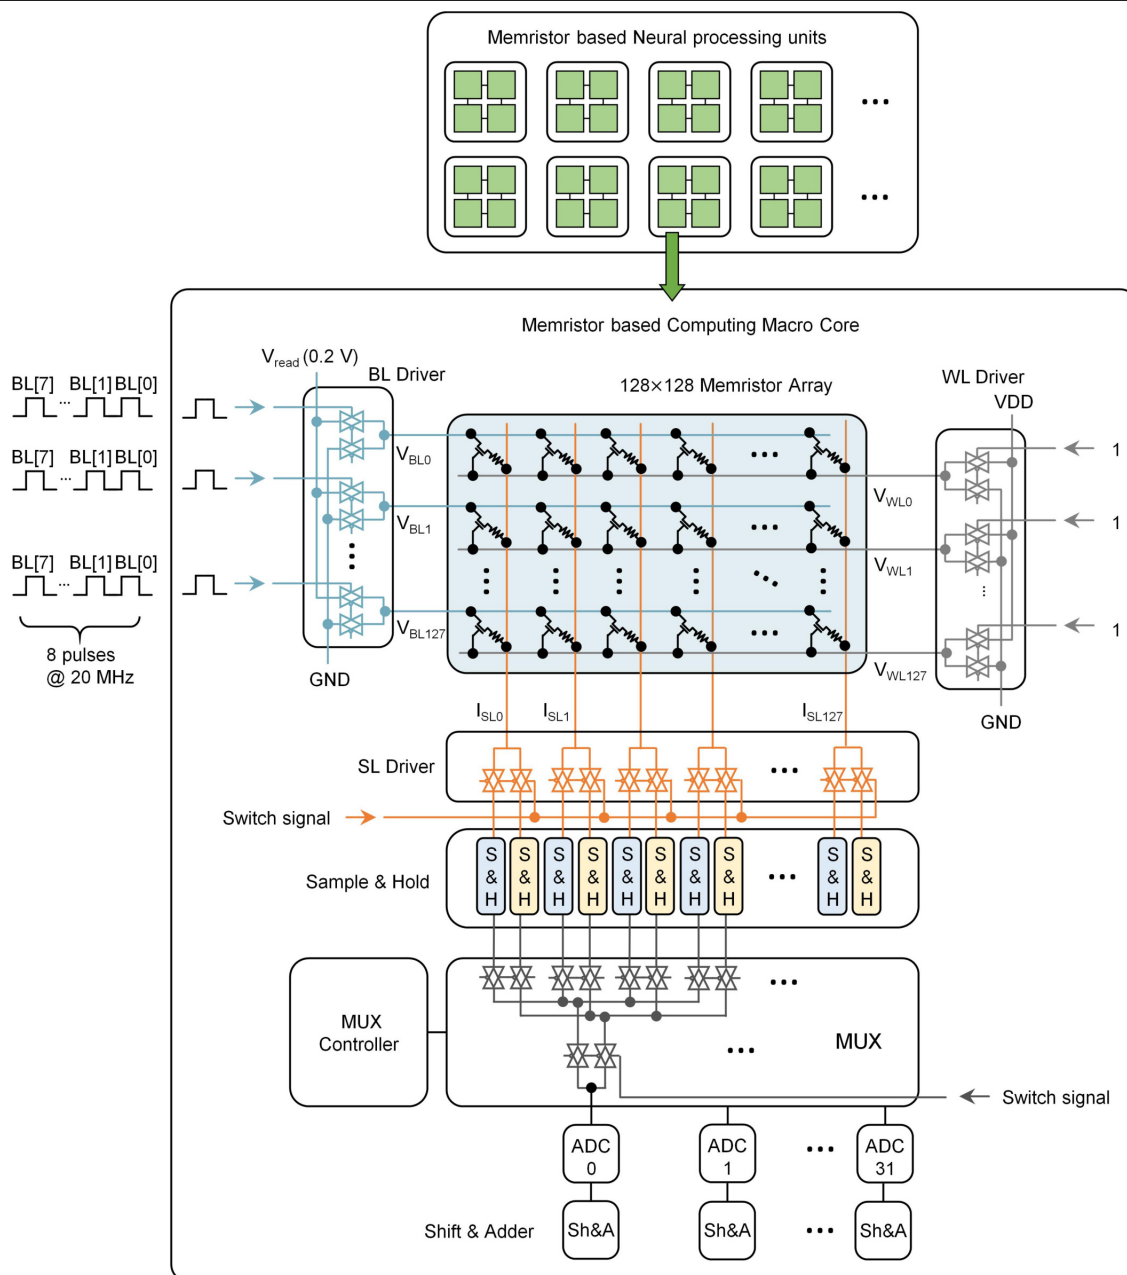 Memristor based Neural processing units
Memristor based Computing Macro Core
V_read (0.2 V)
BL Driver
128×128 Memristor Array
WL Driver
VDD
BL[7] ... BL[1] BL[0]
V_BL0
V_WL0
1
BL[7] ... BL[1] BL[0]
V_BL1
V_WL1
1
BL[7] ... BL[1] BL[0]
V_BL127
V_WL127
1
8 pulses
@ 20 MHz
GND
GND
I_SL0
I_SL1
I_SL127
SL Driver
Switch signal
Sample & Hold
S & H
S & H
S & H
S & H
S & H
S & H
S & H
S & H
S & H
S & H
MUX
Controller
MUX
Switch signal
ADC
0
ADC
1
ADC
31
Shift & Adder
Sh&A
Sh&A
Sh&A